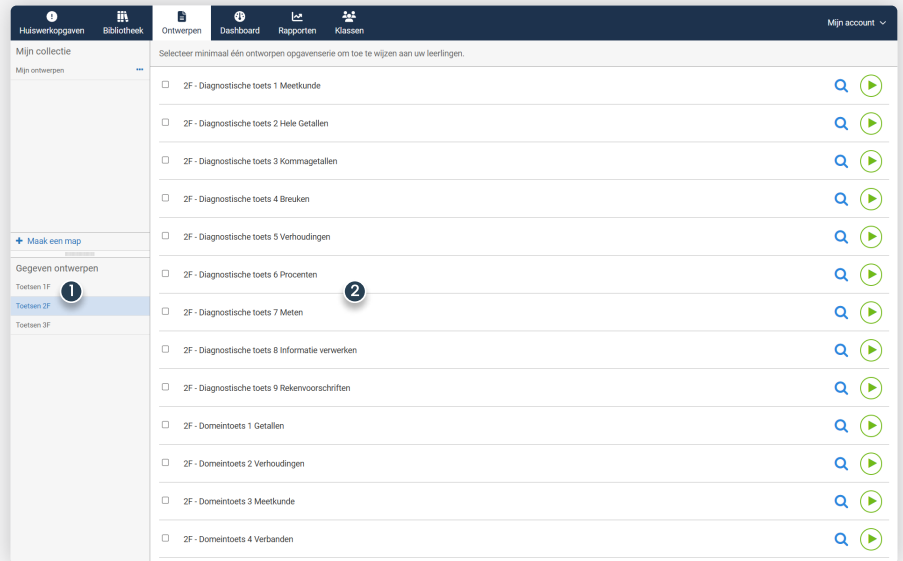 Huiswerkopgaven Bibliotheek Ontwerpen Dashboard Rapporten Klassen Mijn account
Mijn collectie
Mijn ontwerpen
Maak een map
Gegeven ontwerpen
Toetsen 1F
1
Toetsen 2F
Toetsen 3F
Selecteer minimaal één ontworpen opgavenserie om toe te wijzen aan uw leerlingen.
2F - Diagnostische toets 1 Meetkunde
2F - Diagnostische toets 2 Hele Getallen
2F - Diagnostische toets 3 Kommagetallen
2F - Diagnostische toets 4 Breuken
2F - Diagnostische toets 5 Verhoudingen
2F - Diagnostische toets 6 Procenten
2
2F - Diagnostische toets 7 Meten
2F - Diagnostische toets 8 Informatie verwerken
2F - Diagnostische toets 9 Rekenvoorschriften
2F - Domeintoets 1 Getallen
2F - Domeintoets 2 Verhoudingen
2F - Domeintoets 3 Meetkunde
2F - Domeintoets 4 Verbanden